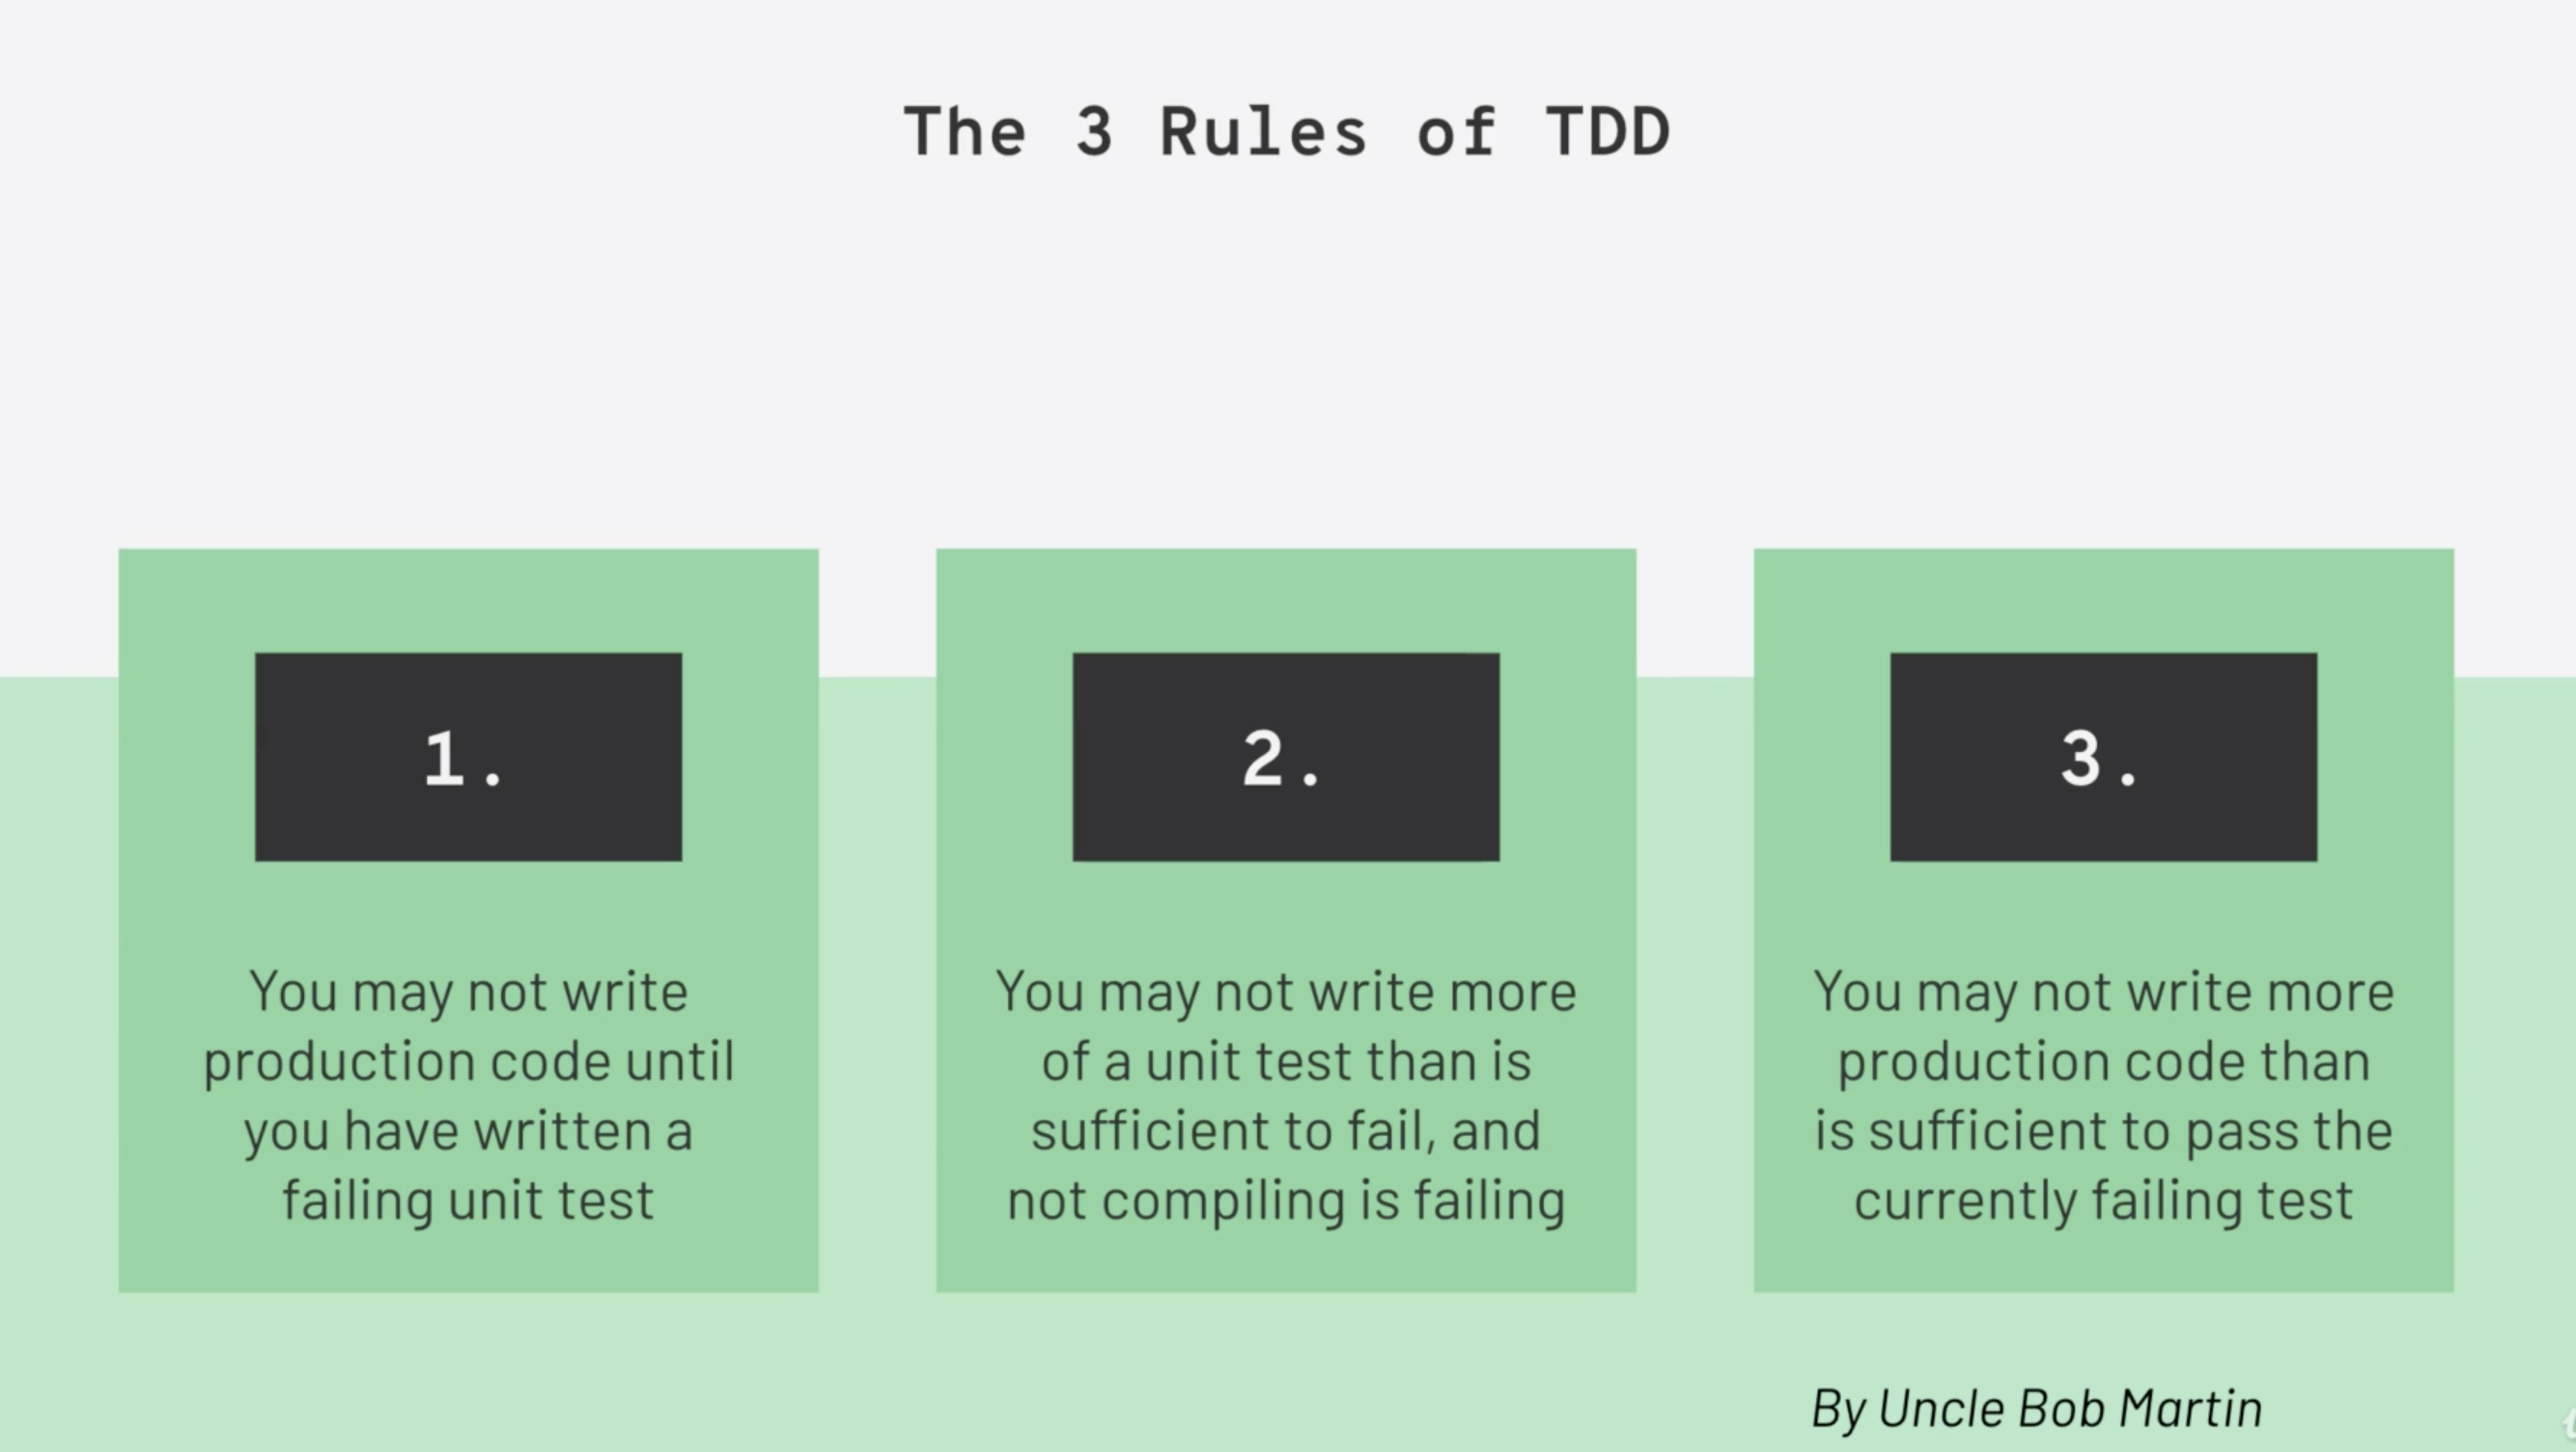 The 3 Rules of TDD
1.
You may not write
production code until
you have written a
failing unit test
2.
You may not write more
of a unit test than is
sufficient to fail, and
not compiling is failing
3.
You may not write more
production code than
is sufficient to pass the
currently failing test
By Uncle Bob Martin